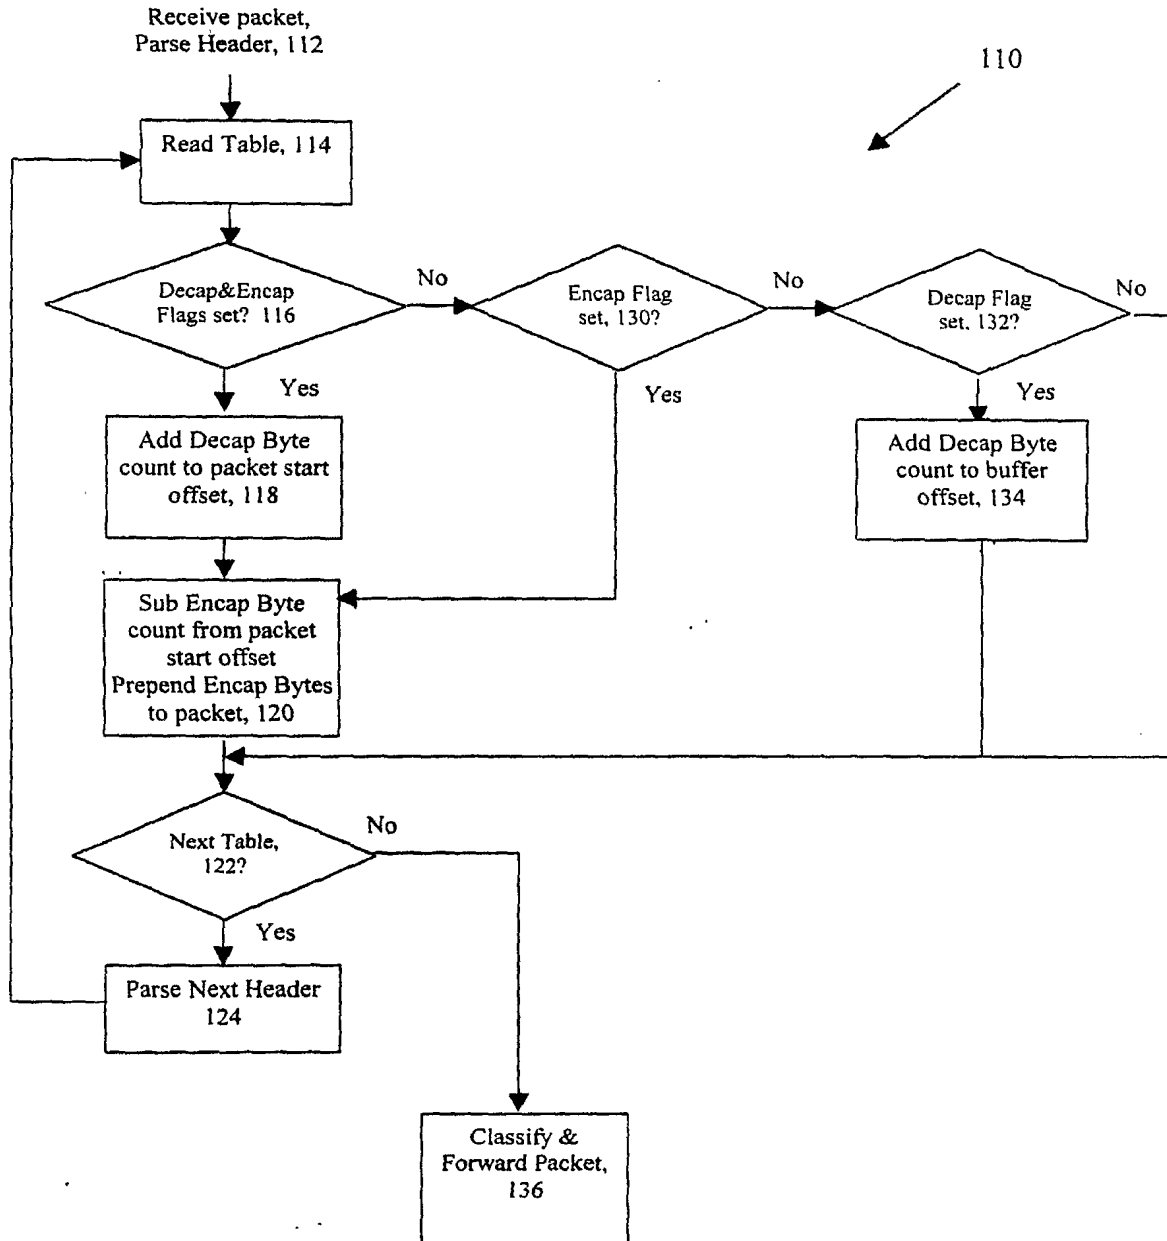 Receive packet,
Parse Header, 112
110
Read Table, 114
Decap&Encap
Flags set? 116
No
Encap Flag
set, 130?
No
Decap Flag
set, 132?
No
Yes
Yes
Yes
Add Decap Byte
count to packet start
offset, 118
Add Decap Byte
count to buffer
offset, 134
Sub Encap Byte
count from packet
start offset
Prepend Encap Bytes
to packet, 120
Next Table,
122?
No
Yes
Parse Next Header
124
Classify &
Forward Packet,
136